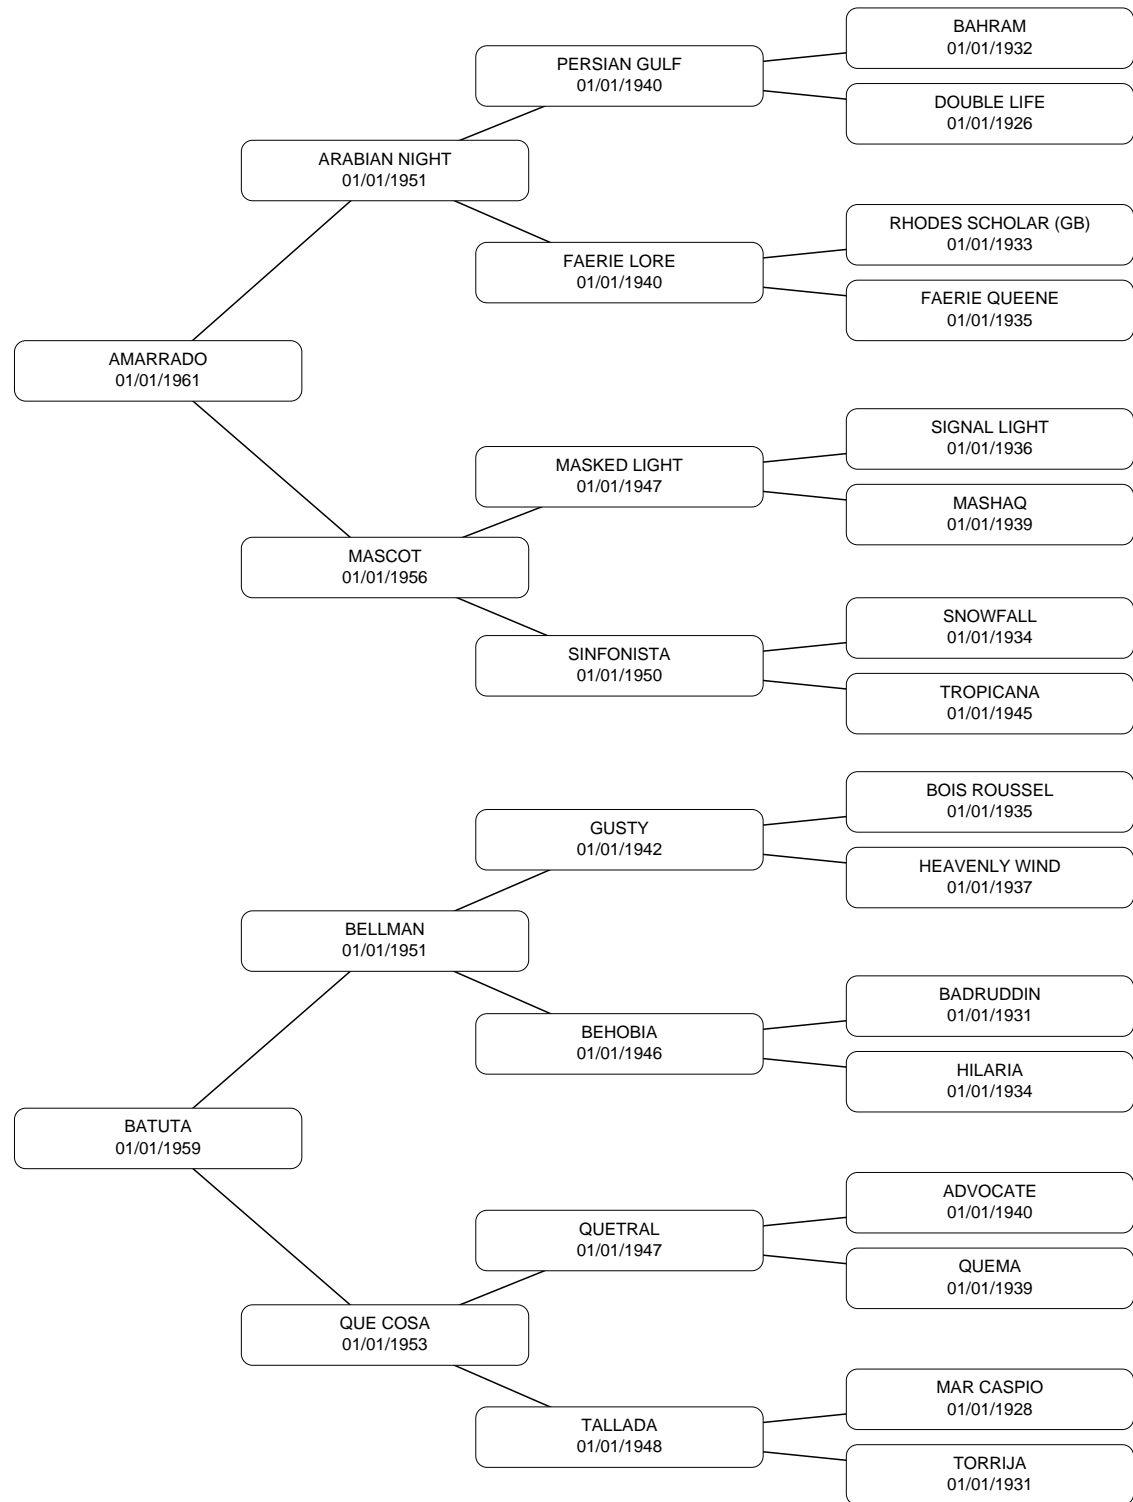 BAHRAM
01/01/1932
PERSIAN GULF
01/01/1940
DOUBLE LIFE
01/01/1926
ARABIAN NIGHT
01/01/1951
RHODES SCHOLAR (GB)
01/01/1933
FAERIE LORE
01/01/1940
FAERIE QUEENE
01/01/1935
AMARRADO
01/01/1961
SIGNAL LIGHT
01/01/1936
MASKED LIGHT
01/01/1947
MASHAQ
01/01/1939
MASCOT
01/01/1956
SNOWFALL
01/01/1934
SINFONISTA
01/01/1950
TROPICANA
01/01/1945
BOIS ROUSSEL
01/01/1935
GUSTY
01/01/1942
HEAVENLY WIND
01/01/1937
BELLMAN
01/01/1951
BADRUDDIN
01/01/1931
BEHOBIA
01/01/1946
HILARIA
01/01/1934
BATUTA
01/01/1959
ADVOCATE
01/01/1940
QUETRAL
01/01/1947
QUEMA
01/01/1939
QUE COSA
01/01/1953
MAR CASPIO
01/01/1928
TALLADA
01/01/1948
TORRIJA
01/01/1931